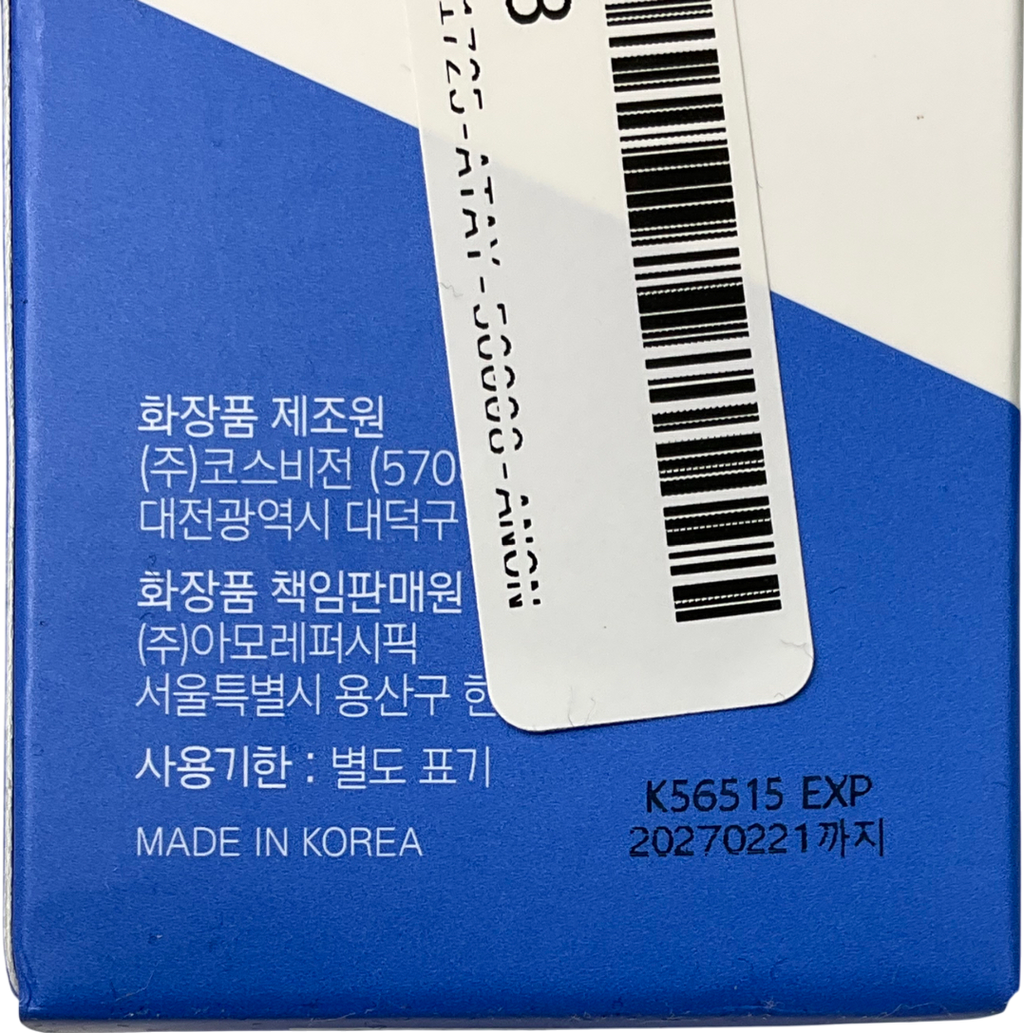 화장품 제조원
(주)코스비전 (570
대전광역시 대덕구
화장품 책임판매원
(주)아모레퍼시픽
서울특별시 용산구 한
사용기한 : 별도 표기
MADE IN KOREA
K56515 EXP
20270221까지